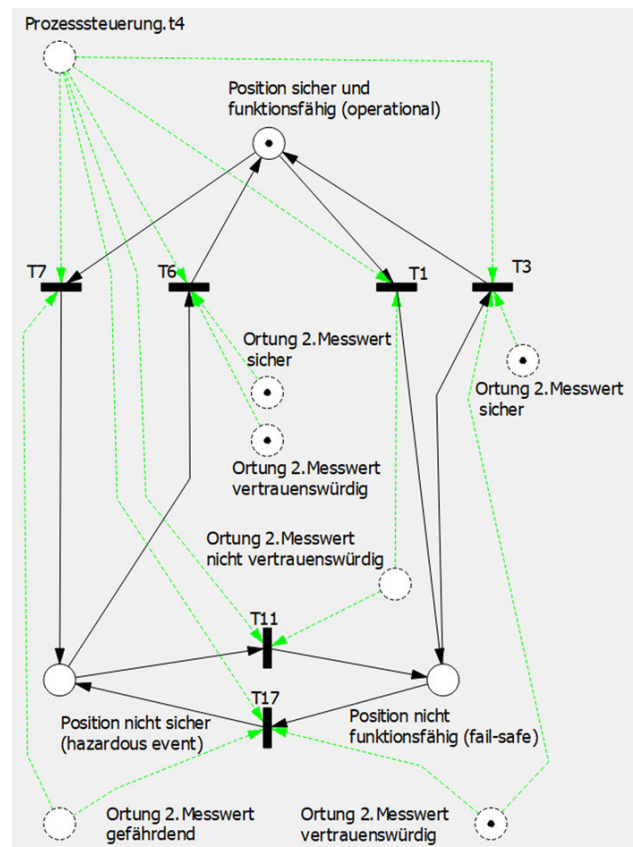 Prozesssteuerung.t4
Position sicher und
funktionsfähig (operational)
T7
T6
T1
T3
Ortung 2.Messwert
sicher
Ortung 2.Messwert
sicher
Ortung 2.Messwert
vertrauenswürdig
Ortung 2.Messwert
nicht vertrauenswürdig
T11
T17
Position nicht sicher
(hazardous event)
Position nicht
funktionsfähig (fail-safe)
Ortung 2.Messwert
gefährdend
Ortung 2.Messwert
vertrauenswürdig